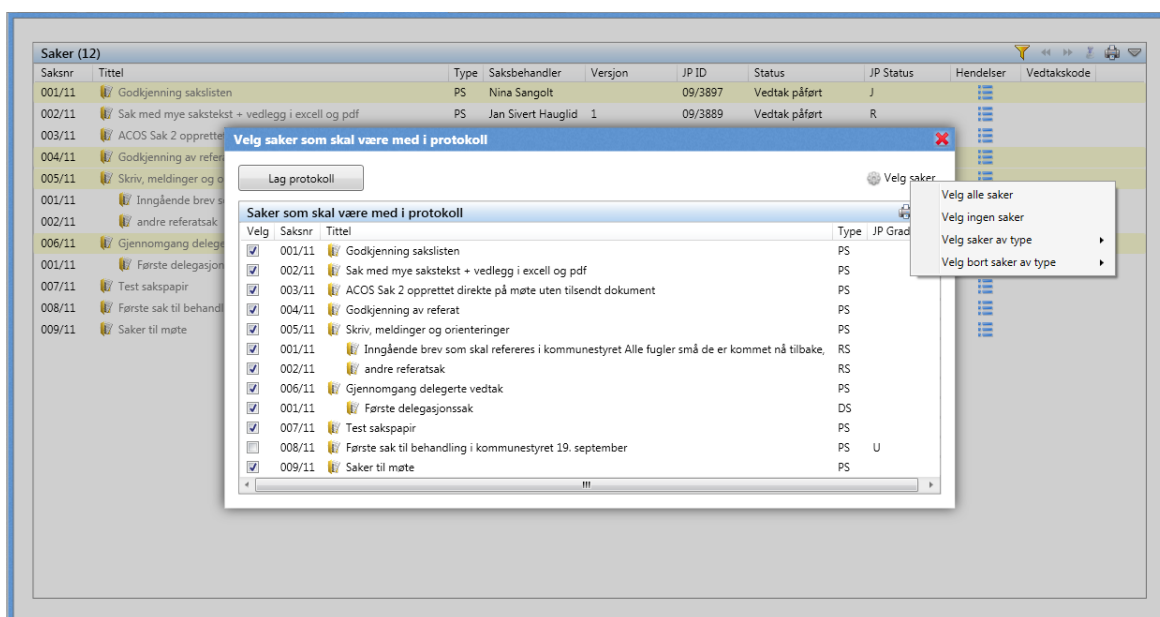 Saker (12)
Saksnr Tittel Type Saksbehandler Versjon JP ID Status JP Status Hendelser Vedtakskode
001/11 Godkjenning sakslisten PS Nina Sangolt 09/3897 Vedtak påført J
002/11 Sak med mye sakstekst + vedlegg i excell og pdf PS Jan Sivert Hauglid 1 09/3889 Vedtak påført R
003/11 ACOS Sak 2
004/11 Godkjenning av
005/11 Skriv, meldinger og
001/11 Inngående brev
002/11 andre referatsak
006/11 Gjennomgang
001/11 Første
007/11 Test sakspapir
008/11 Første sak til
009/11 Saker til møte
Velg saker som skal være med i protokoll
Lag protokoll
Velg saker
Velg alle saker
Velg ingen saker
Velg saker av type
Velg bort saker av type
Saker som skal være med i protokoll
Velg Saksnr Tittel Type JP Grad
001/11 Godkjenning sakslisten PS
002/11 Sak med mye sakstekst + vedlegg i excell og pdf PS
003/11 ACOS Sak 2 opprettet direkte på møte uten tilsendt dokument PS
004/11 Godkjenning av referat PS
005/11 Skriv, meldinger og orienteringer PS
001/11 Inngående brev som skal refereres i kommunestyret Alle fugler små de er kommet nå tilbake, RS
002/11 andre referatsak RS
006/11 Gjennomgang delegerte vedtak PS
001/11 Første delegasjonssak DS
007/11 Test sakspapir PS
008/11 Første sak til behandling i kommunestyret 19. september PS U
009/11 Saker til møte PS